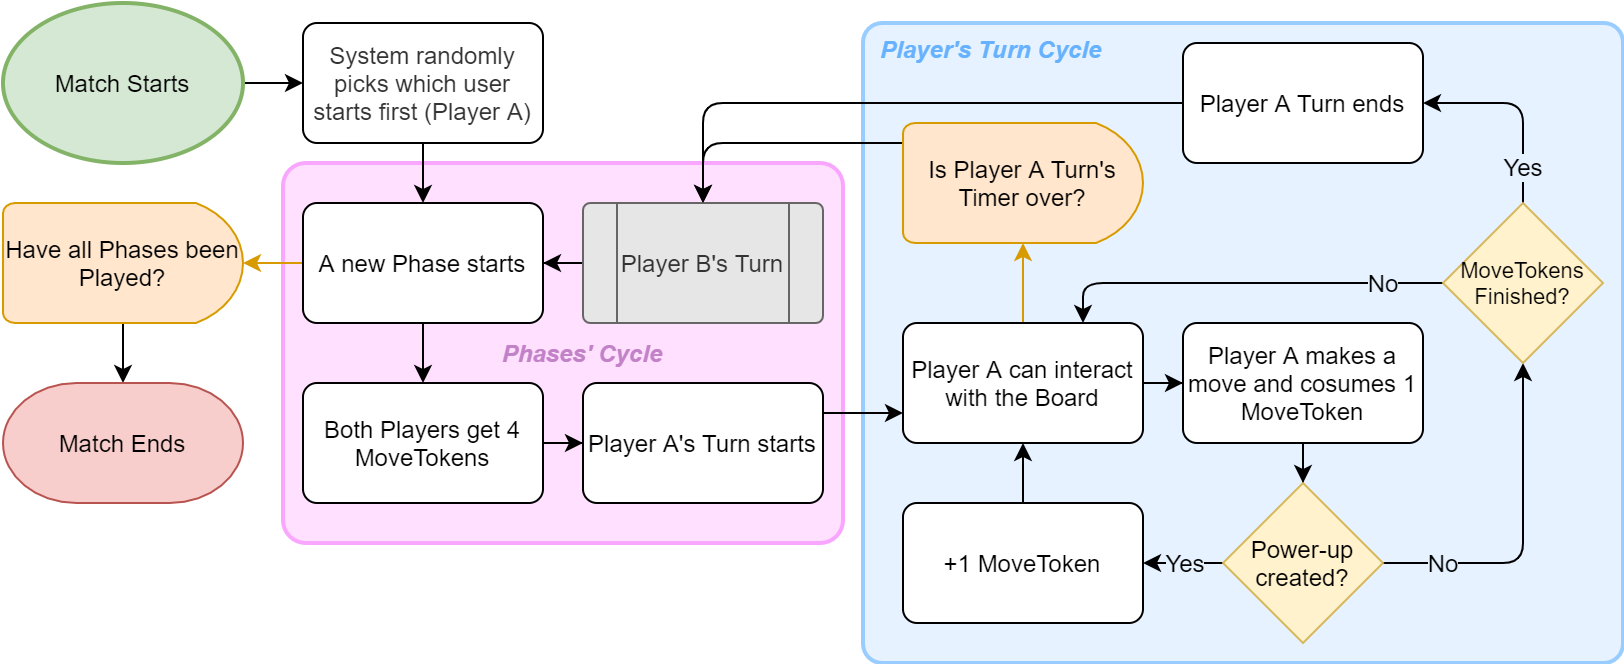 Match Starts
System randomly
picks which user
starts first (Player A)
Player's Turn Cycle
Player A Turn ends
Is Player A Turn's
Timer over?
Yes
Have all Phases been
Played?
A new Phase starts
Player B's Turn
MoveTokens
Finished?
No
Phases' Cycle
Player A can interact
with the Board
Player A makes a
move and cosumes 1
MoveToken
Match Ends
Both Players get 4
MoveTokens
Player A's Turn starts
+1 MoveToken
Yes
Power-up
created?
No